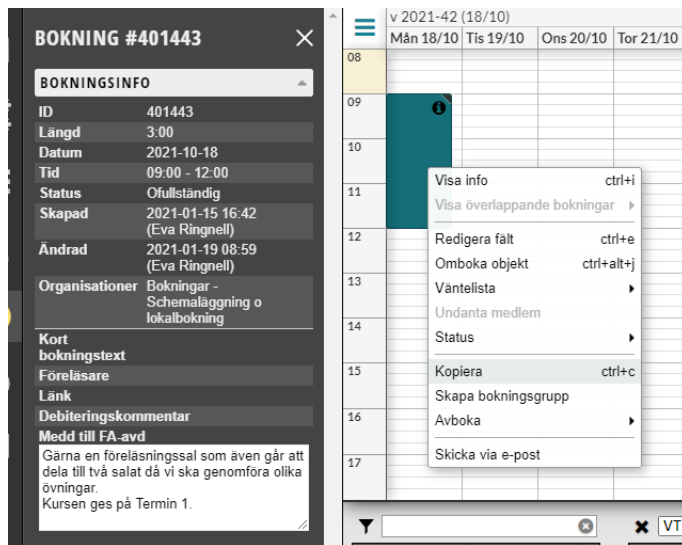 BOKNING #401443
BOKNINGSINFO
ID 401443
Längd 3:00
Datum 2021-10-18
Tid 09:00 - 12:00
Status Ofullständig
Skapad 2021-01-15 16:42
(Eva Ringnell)
Ändrad 2021-01-19 08:59
(Eva Ringnell)
Organisationer Bokningar -
Schemaläggning o
lokalbokning
Kort
bokningstext
Föreläsare
Länk
Debiteringskommentar
Medd till FA-avd
Gärna en föreläsningssal som även går att
dela till två salat då vi ska genomföra olika
övningar.
Kursen ges på Termin 1.
v 2021-42 (18/10)
Mån 18/10 Tis 19/10 Ons 20/10 Tor 21/10
08
09
10
11
12
13
14
15
16
17
Visa info ctrl+i
Visa överlappande bokningar
Redigera fält ctrl+e
Omboka objekt ctrl+alt+j
Väntelista
Undanta medlem
Status
Kopiera ctrl+c
Skapa bokningsgrupp
Avboka
Skicka via e-post
VT